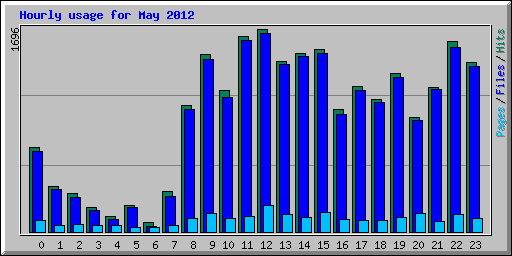 Hourly usage for May 2012
1696
Pages / Files / Hits
0 1 2 3 4 5 6 7 8 9 10 11 12 13 14 15 16 17 18 19 20 21 22 23